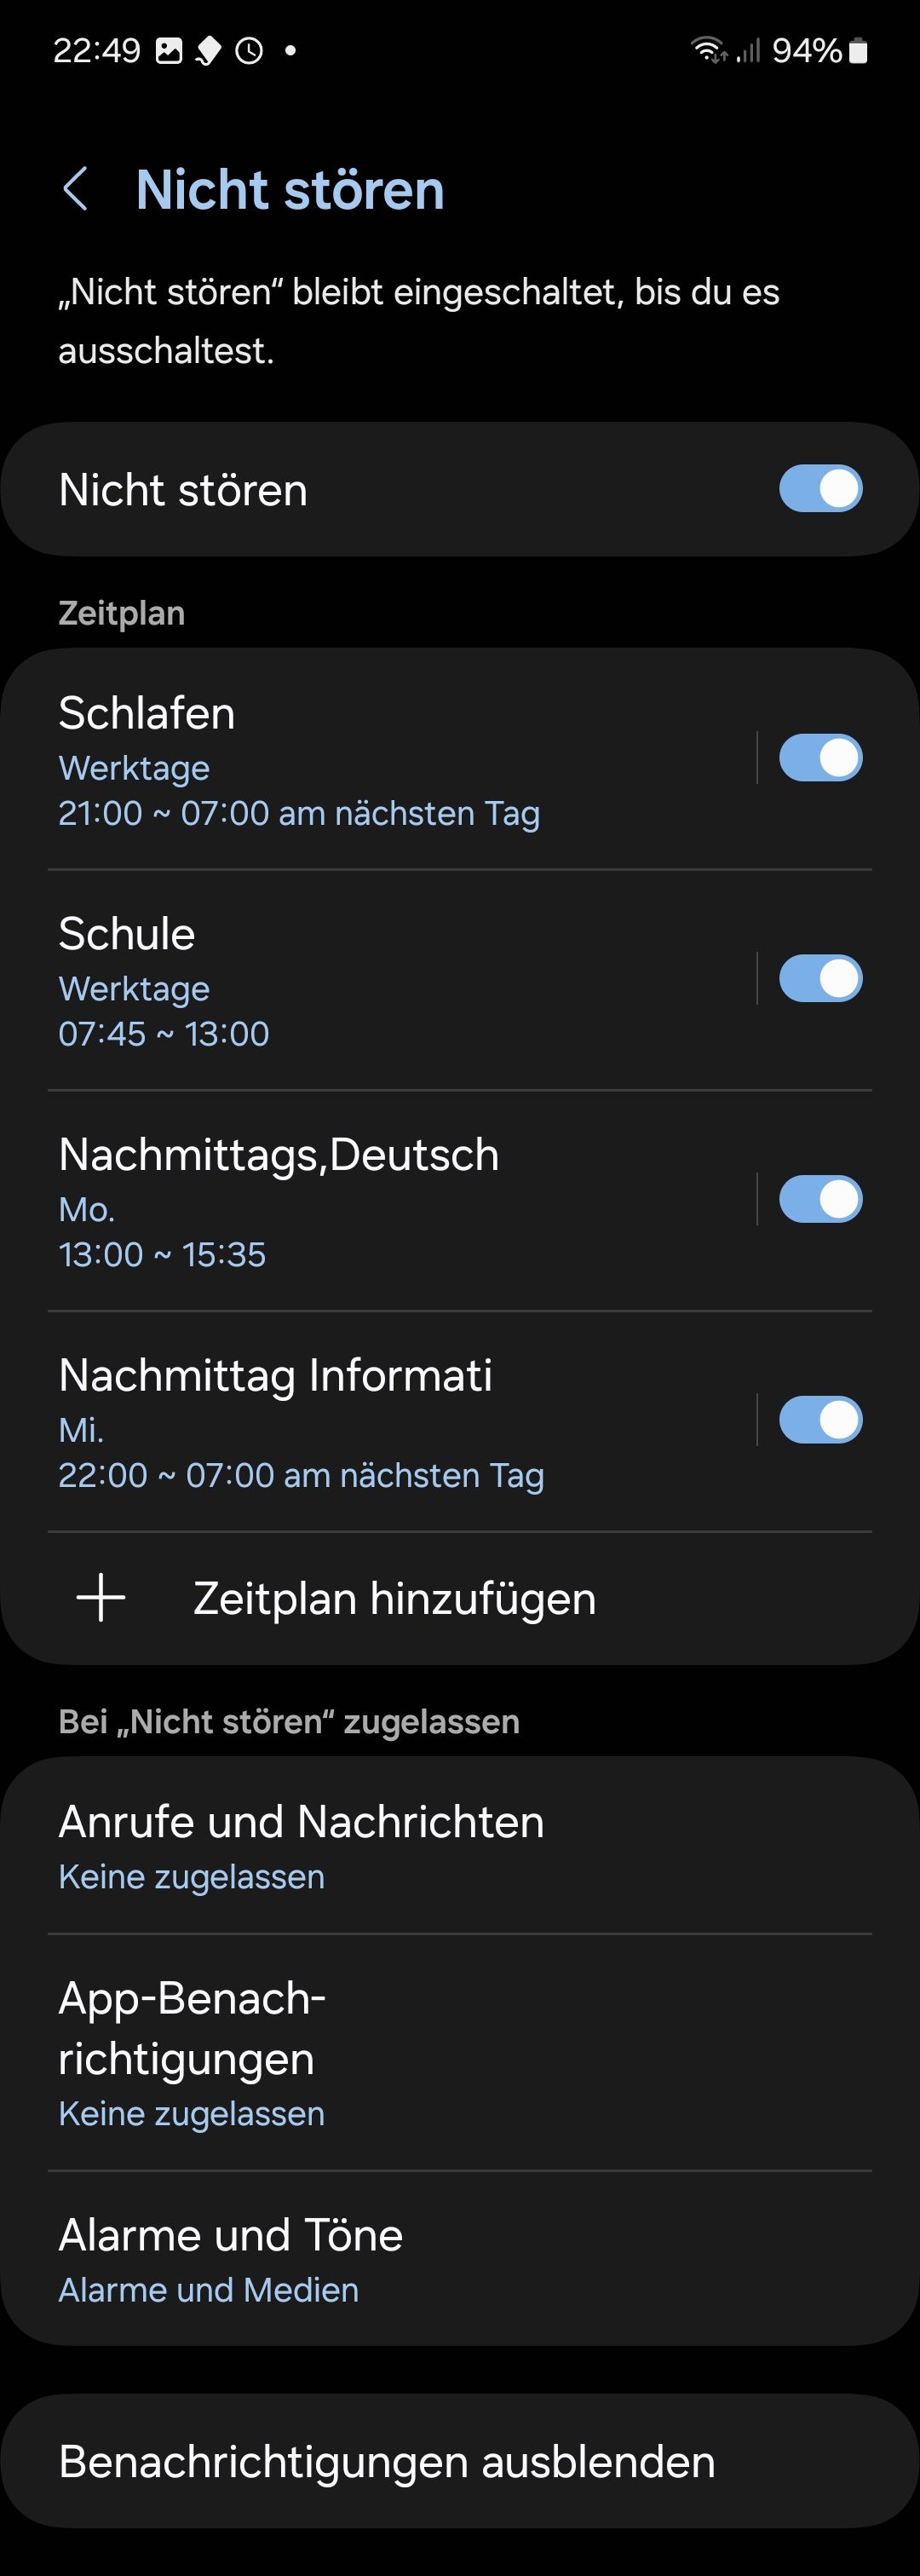 22:49 94%
Nicht stören
„Nicht stören“ bleibt eingeschaltet, bis du es
ausschaltest.
Nicht stören
Zeitplan
Schlafen
Werktage
21:00 ~ 07:00 am nächsten Tag
Schule
Werktage
07:45 ~ 13:00
Nachmittags,Deutsch
Mo.
13:00 ~ 15:35
Nachmittag Informati
Mi.
22:00 ~ 07:00 am nächsten Tag
Zeitplan hinzufügen
Bei „Nicht stören“ zugelassen
Anrufe und Nachrichten
Keine zugelassen
App-Benach-
richtigungen
Keine zugelassen
Alarme und Töne
Alarme und Medien
Benachrichtigungen ausblenden